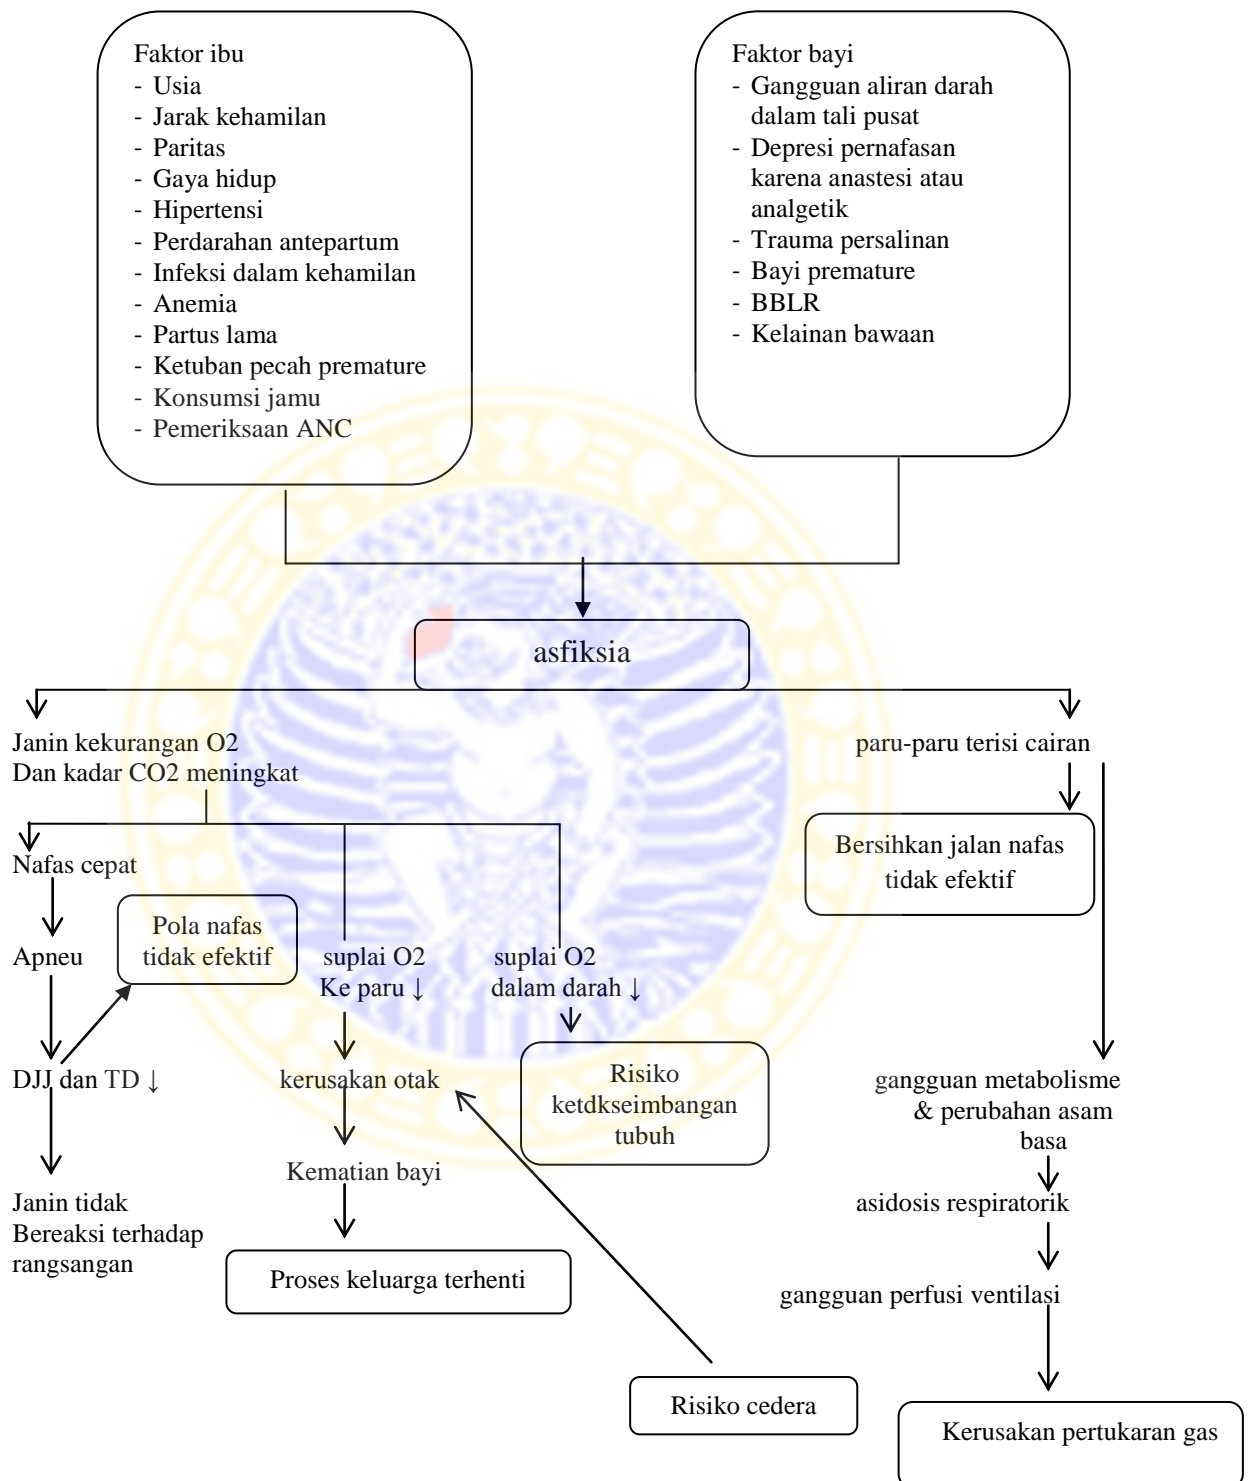 Faktor ibu
- Usia
- Jarak kehamilan
- Paritas
- Gaya hidup
- Hipertensi
- Perdarahan antepartum
- Infeksi dalam kehamilan
- Anemia
- Partus lama
- Ketuban pecah premature
- Konsumsi jamu
- Pemeriksaan ANC
Faktor bayi
- Gangguan aliran darah
dalam tali pusat
- Depresi pernafasan
karena anastesi atau
analgetik
- Trauma persalinan
- Bayi premature
- BBLR
- Kelainan bawaan
asfiksia
Janin kekurangan O2
Dan kadar CO2 meningkat
paru-paru terisi cairan
Nafas cepat
Bersihkan jalan nafas
tidak efektif
Pola nafas
tidak efektif
Apneu
suplai O2
Ke paru ↓
suplai O2
dalam darah ↓
DJJ dan TD ↓
kerusakan otak
Risiko
ketdkseimbangan
tubuh
gangguan metabolisme
& perubahan asam
basa
Kematian bayi
Janin tidak
Bereaksi terhadap
rangsangan
asidosis respiratorik
Proses keluarga terhenti
gangguan perfusi ventilasi
Risiko cedera
Kerusakan pertukaran gas